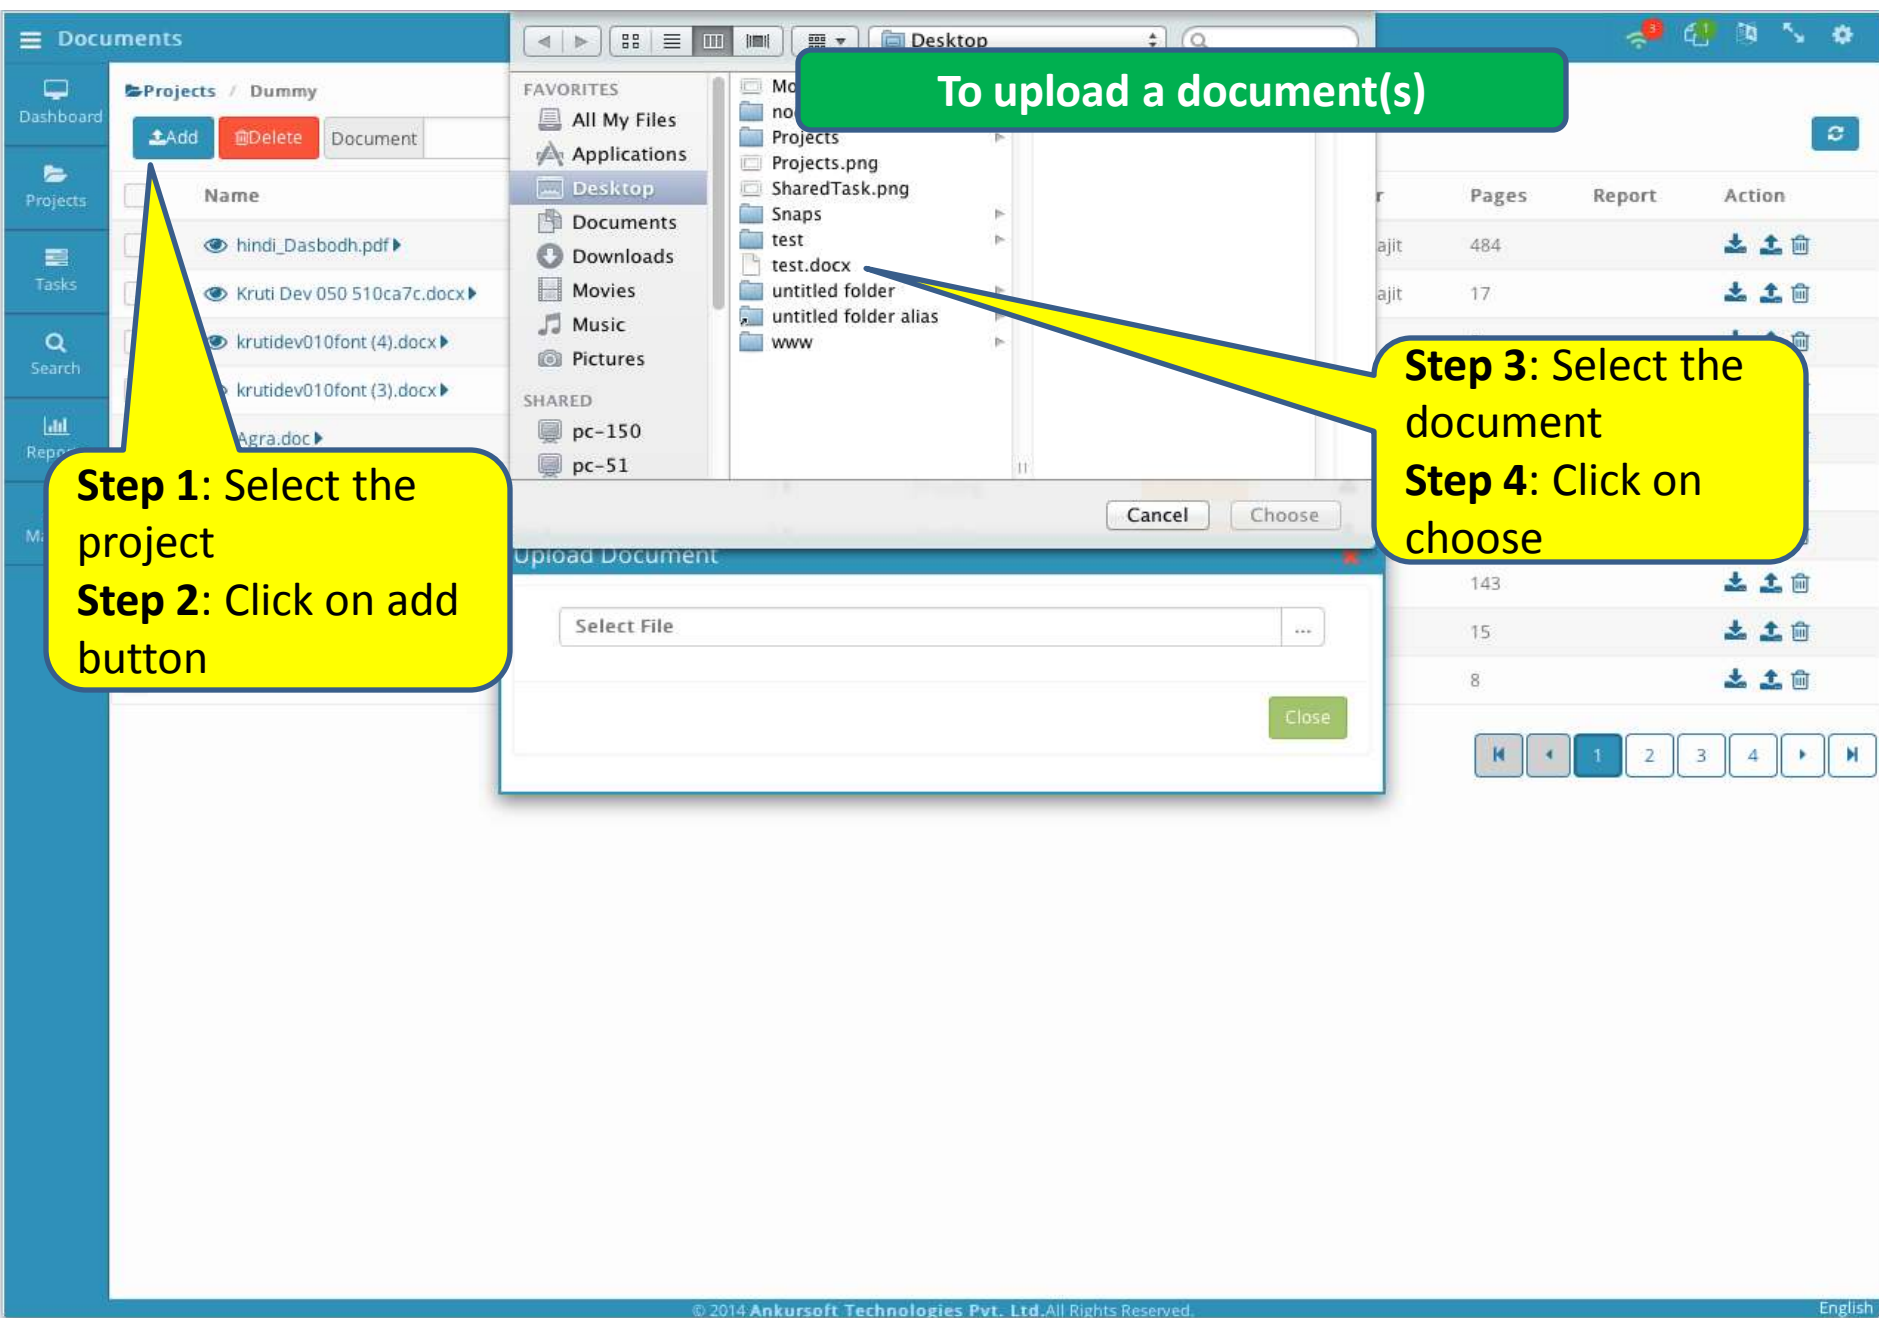 Documents
Desktop
3
1
To upload a document(s)
Dashboard
Projects
Tasks
Search
Projects / Dummy
Add
Delete
Document
Name
Pages
Report
Action
hindi_Dasbodh.pdf
ajit
484
Kruti Dev 050 510ca7c.docx
ajit
17
krutidev010font (4).docx
krutidev010font (3).docx
Agra.doc
FAVORITES
All My Files
Applications
Desktop
Documents
Downloads
Movies
Music
Pictures
SHARED
pc-150
pc-51
Projects
Projects.png
SharedTask.png
Snaps
test
test.docx
untitled folder
untitled folder alias
www
Cancel
Choose
Step 1: Select the
project
Step 2: Click on add
button
Step 3: Select the
document
Step 4: Click on
choose
Upload Document
Select File
...
Close
143
15
8
1
2
3
4
© 2014 Ankursoft Technologies Pvt. Ltd.All Rights Reserved.
English